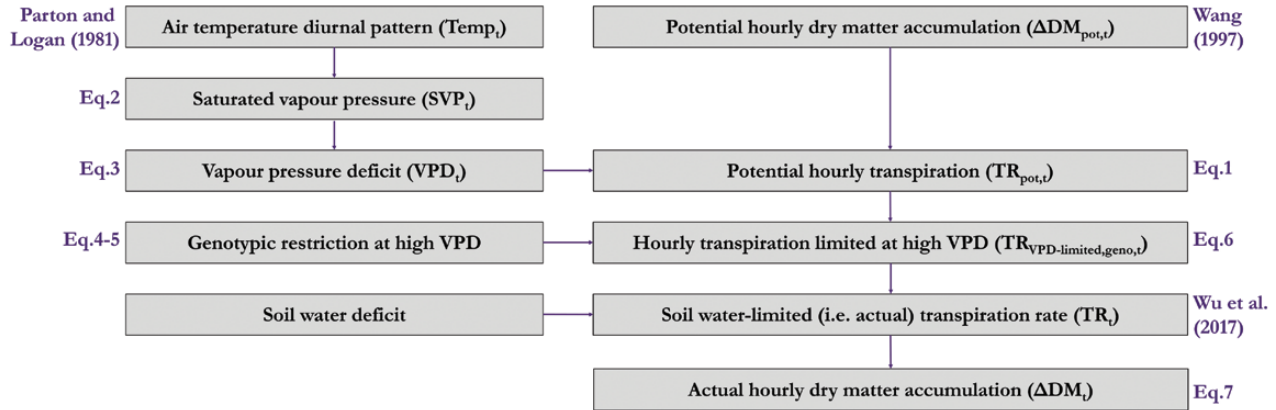 Parton and
Logan (1981)
Air temperature diurnal pattern (Tempt)
Potential hourly dry matter accumulation (ΔDMpot,t)
Wang
(1997)
Eq.2
Saturated vapour pressure (SVPt)
Eq.3
Vapour pressure deficit (VPDt)
Potential hourly transpiration (TRpot,t)
Eq.1
Eq.4-5
Genotypic restriction at high VPD
Hourly transpiration limited at high VPD (TRVPD-limited,geno,t)
Eq.6
Soil water deficit
Soil water-limited (i.e. actual) transpiration rate (TRt)
Wu et al.
(2017)
Actual hourly dry matter accumulation (ΔDMt)
Eq.7